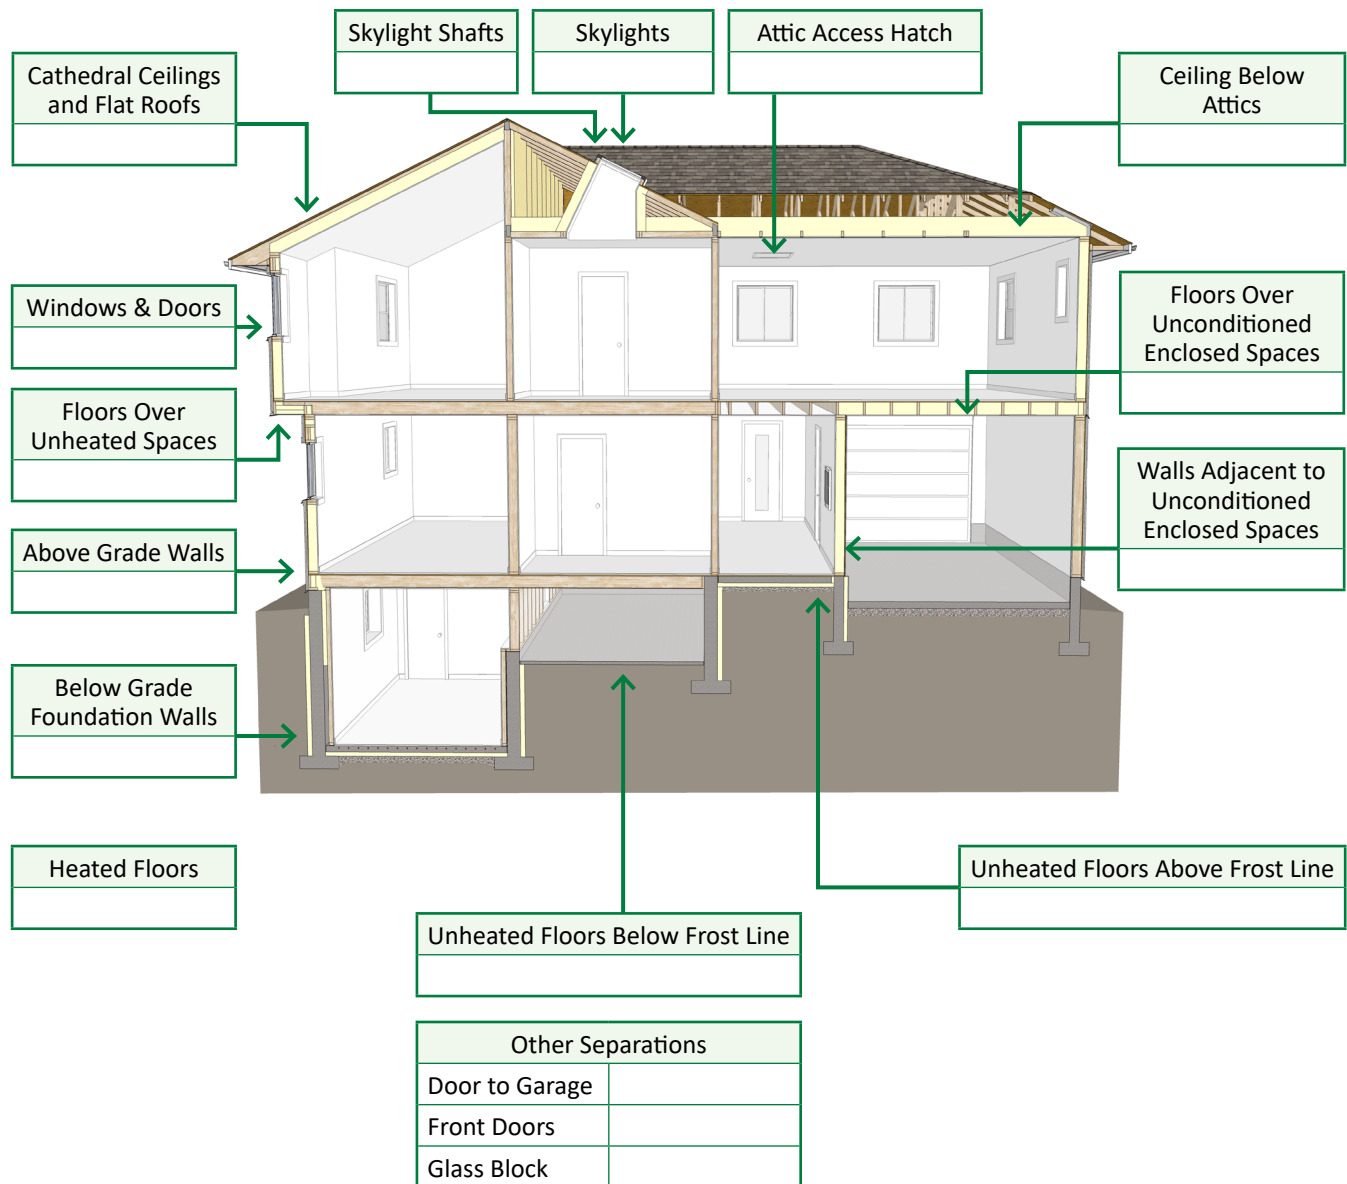 Skylight Shafts
Skylights
Attic Access Hatch
Cathedral Ceilings
and Flat Roofs
Ceiling Below
Attics
Windows & Doors
Floors Over
Unconditioned
Enclosed Spaces
Floors Over
Unheated Spaces
Walls Adjacent to
Unconditioned
Enclosed Spaces
Above Grade Walls
Below Grade
Foundation Walls
Heated Floors
Unheated Floors Above Frost Line
Unheated Floors Below Frost Line
Other Separations
Door to Garage
Front Doors
Glass Block